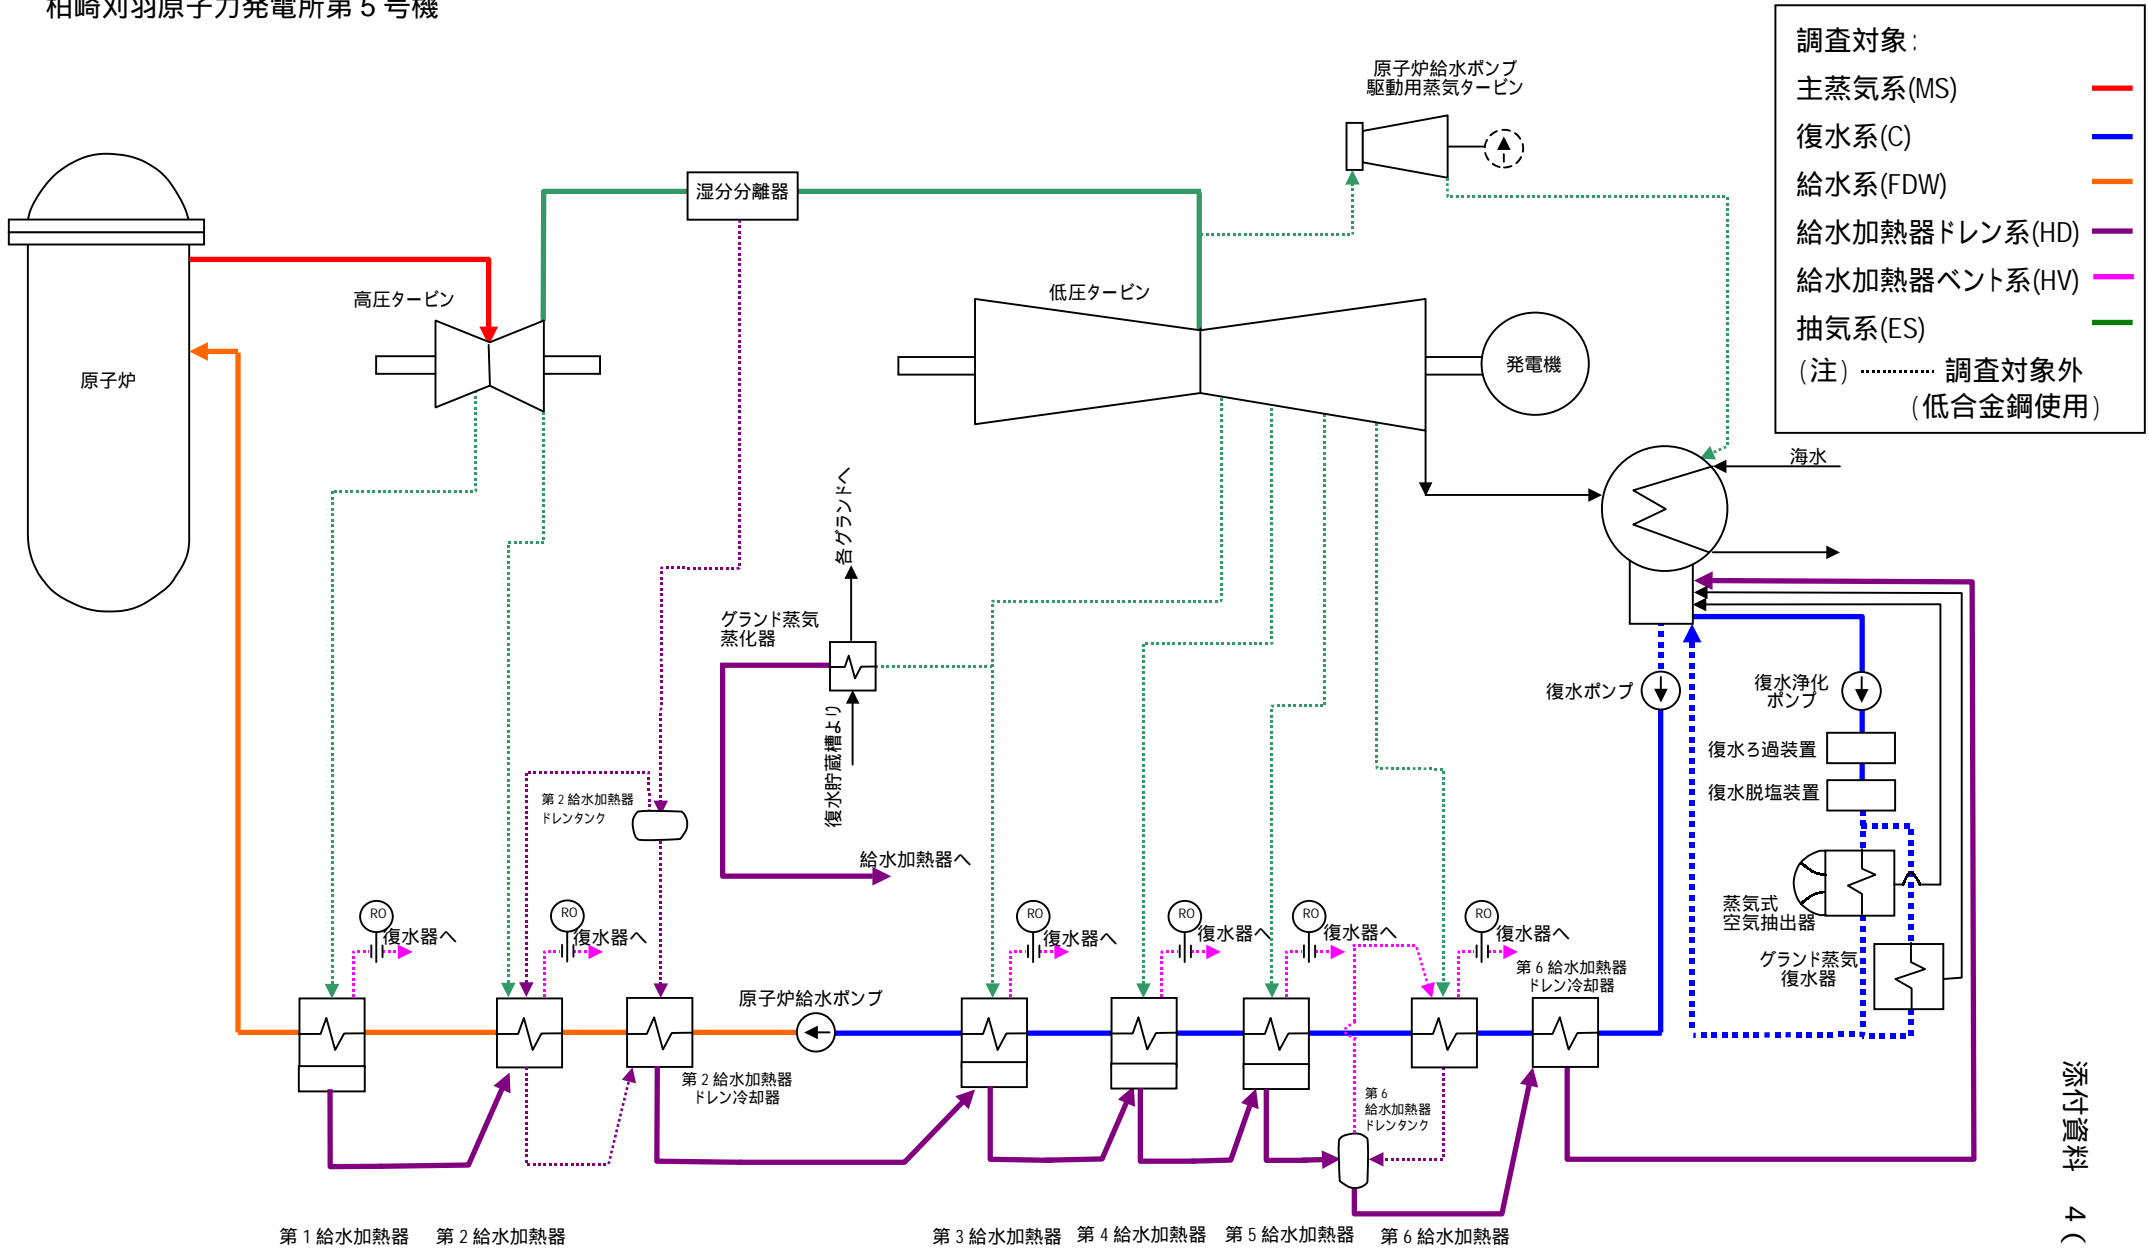 柏崎刈羽原子力発電所第5号機
調査対象：
主蒸気系(MS)
復水系(C)
給水系(FDW)
給水加熱器ドレン系(HD)
給水加熱器ベント系(HV)
抽気系(ES)
（注） 調査対象外
（低合金鋼使用）
原子炉給水ポンプ
駆動用蒸気タービン
湿分分離器
高圧タービン
低圧タービン
原子炉
発電機
海水
各グランドへ
グランド蒸気
蒸化器
復水貯蔵槽より
給水加熱器へ
復水ポンプ
復水浄化
ポンプ
復水ろ過装置
復水脱塩装置
蒸気式
空気抽出器
グランド蒸気
復水器
第2給水加熱器
ドレンタンク
RO
復水器へ
RO
復水器へ
RO
復水器へ
RO
復水器へ
RO
復水器へ
RO
復水器へ
第6給水加熱器
ドレン冷却器
原子炉給水ポンプ
第2給水加熱器
ドレン冷却器
第6
給水加熱器
ドレンタンク
第1給水加熱器
第2給水加熱器
第3給水加熱器
第4給水加熱器
第5給水加熱器
第6給水加熱器
添付資料 4（